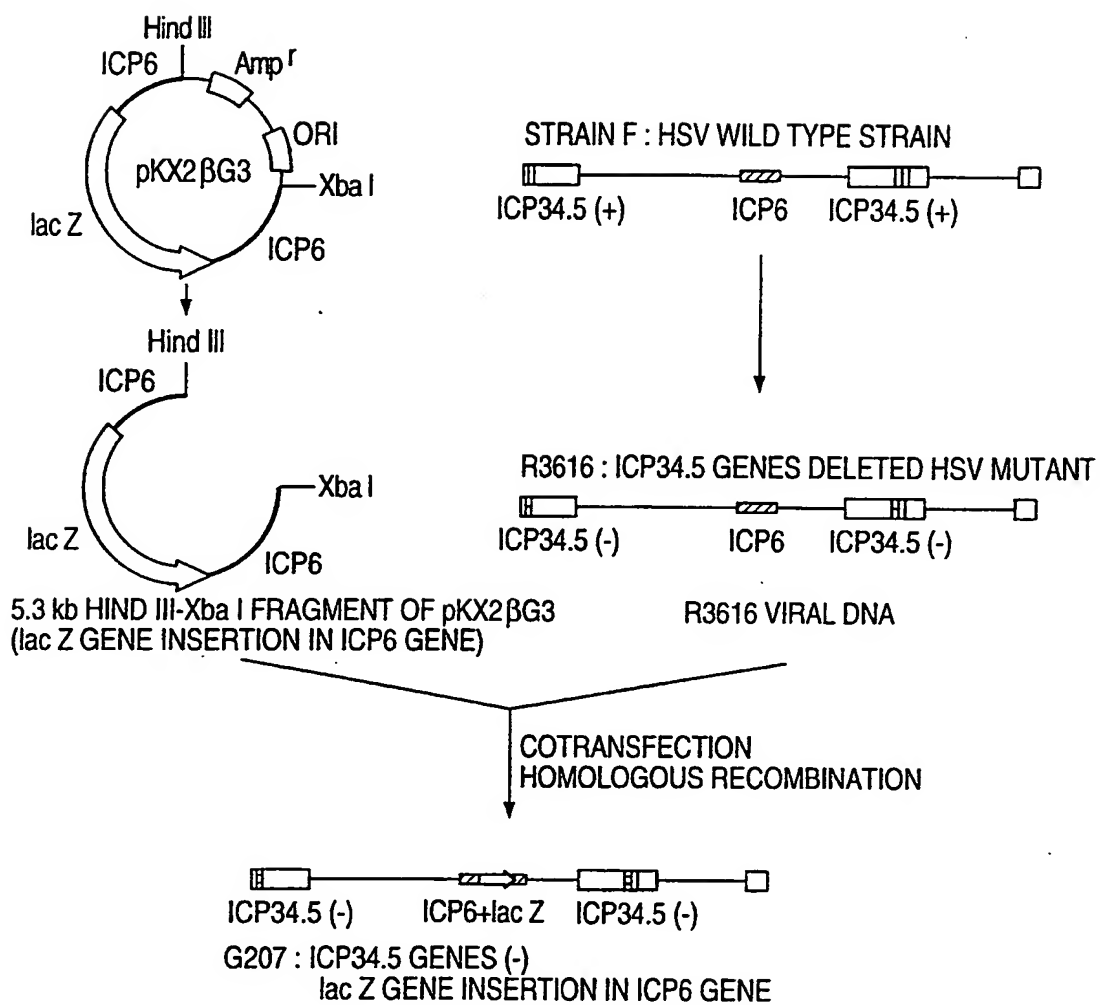 Hind III
ICP6
Amp r
ORI
pKX2βG3
Xba I
lac Z
ICP6
Hind III
ICP6
Xba I
lac Z
ICP6
5.3 kb HIND III-Xba I FRAGMENT OF pKX2βG3
(lac Z GENE INSERTION IN ICP6 GENE)
STRAIN F : HSV WILD TYPE STRAIN
ICP34.5 (+) ICP6 ICP34.5 (+)
R3616 : ICP34.5 GENES DELETED HSV MUTANT
ICP34.5 (-) ICP6 ICP34.5 (-)
R3616 VIRAL DNA
COTRANSFECTION
HOMOLOGOUS RECOMBINATION
ICP34.5 (-) ICP6+lac Z ICP34.5 (-)
G207 : ICP34.5 GENES (-)
lac Z GENE INSERTION IN ICP6 GENE